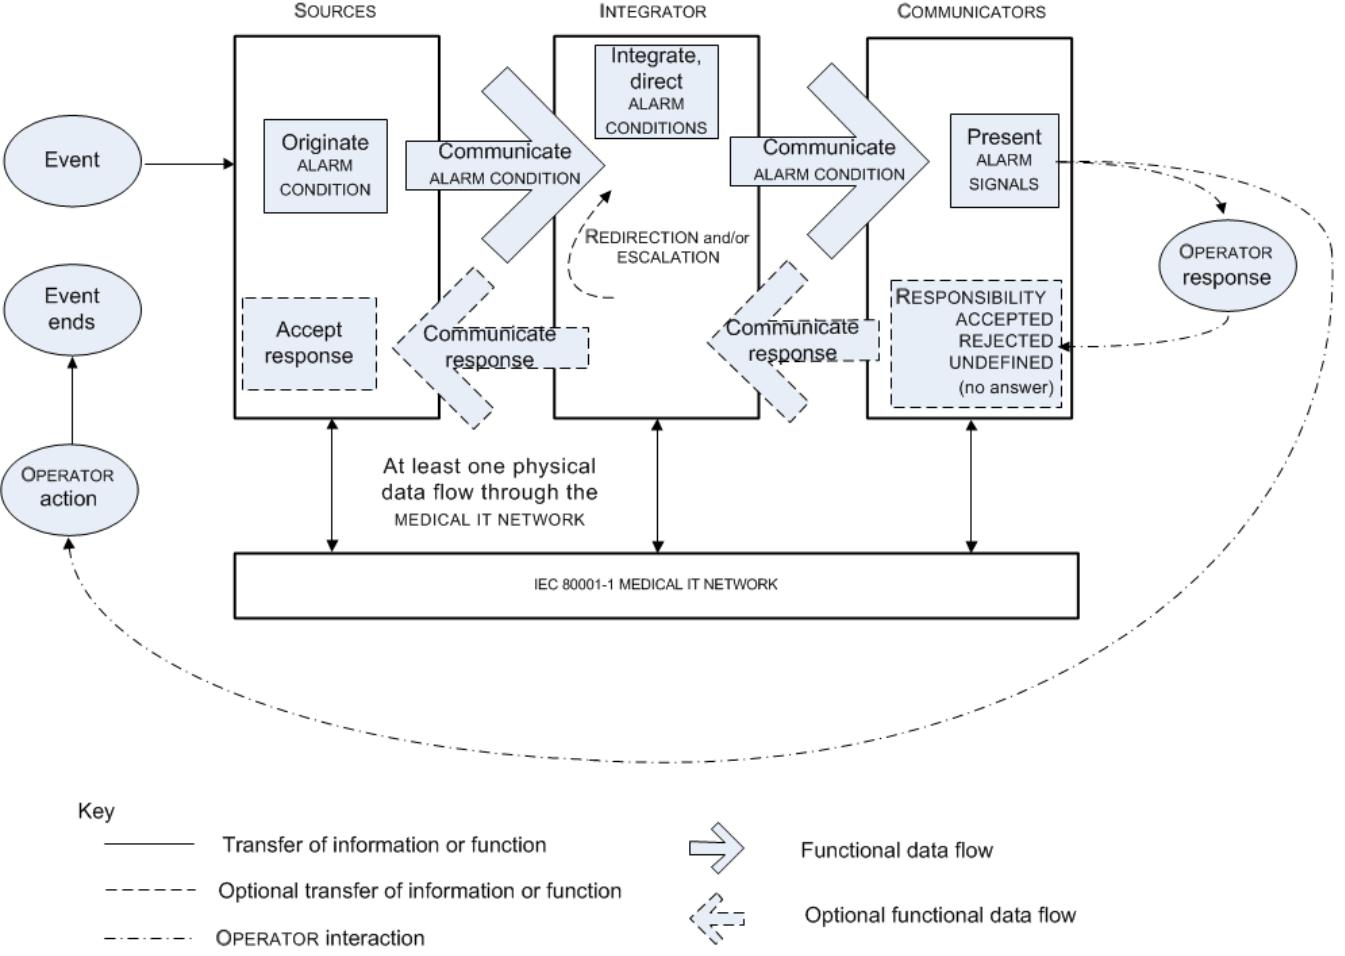 SOURCES
INTEGRATOR
COMMUNICATORS
Event
Originate
ALARM
CONDITION
Communicate
ALARM CONDITION
Integrate,
direct
ALARM
CONDITIONS
Communicate
ALARM CONDITION
Present
ALARM
SIGNALS
REDIRECTION and/or
ESCALATION
OPERATOR
response
Event
ends
Accept
response
Communicate
response
Communicate
response
RESPONSIBILITY
ACCEPTED
REJECTED
UNDEFINED
(no answer)
OPERATOR
action
At least one physical
data flow through the
MEDICAL IT NETWORK
IEC 80001-1 MEDICAL IT NETWORK
Key
Transfer of information or function
Optional transfer of information or function
OPERATOR interaction
Functional data flow
Optional functional data flow